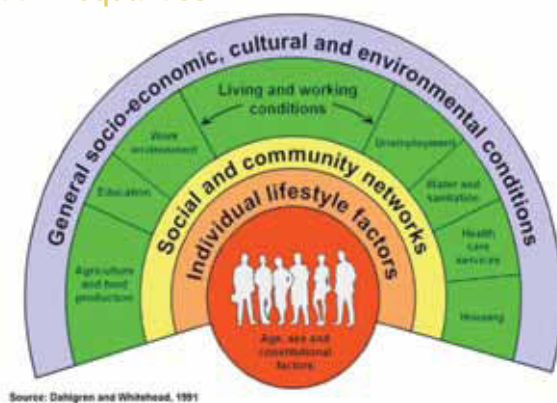 General socio-economic, cultural and environmental conditions
Living and working
conditions
Work
environment
Unemployment
Education
Water and
sanitation
Agriculture
and food
production
Health
care
services
Housing
Social and community networks
Individual lifestyle factors
Age, sex and
constitutional
factors
Source: Dahlgren and Whitehead, 1991